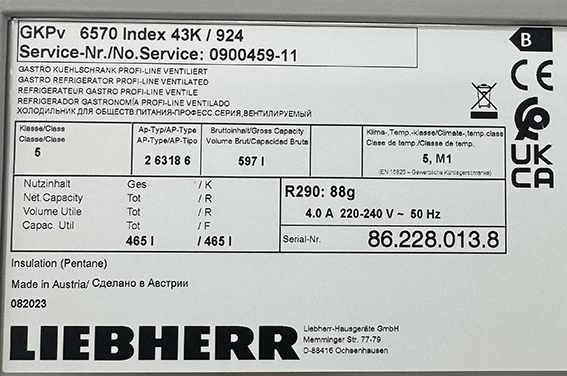 GKPv 6570 Index 43K / 924
Service-Nr./No.Service: 0900459-11
GASTRO KUEHLSCHRANK PROFI-LINE VENTILIERT
GASTRO REFRIGERATOR PROFI-LINE VENTILATED
REFRIGERATEUR GASTRO PROFI-LINE VENTILE
REFRIGERADOR GASTRONOMÍA PROFI-LINE VENTILADO
ХОЛОДИЛЬНИК ДЛЯ ОБЩЕСТВ.ПИТАНИЯ-ПРОФЕСС.СЕРИЯ,ВЕНТИЛИРУЕМЫЙ
B
CE
UK
CA
Klasse/Class
Classe/Clase
5
Ap-Typ/AP-Type
AP-Type/AP-Tipo
2 6318 6
Bruttoinhalt/Gross Capacity
Volume Brut/Capacidad Bruta
597 l
Klima-,Temp.-klasse/Climate-,temp.class
Clase de temp./Classe de température
5, M1
(EN 16825 – Gewerbliche Kühllagerschränke)
Nutzinhalt Ges / K
Net.Capacity Tot / R
Volume Utile Tot / R
Capac. Util Tot / F
465 l / 465 l
R290: 88g
4.0 A 220-240 V ~ 50 Hz
Serial-Nr. 86.228.013.8
Insulation (Pentane)
Made in Austria/ Сделано в Австрии
082023
LIEBHERR
Liebherr-Hausgeräte GmbH
Memminger Str. 77-79
D-88416 Ochsenhausen